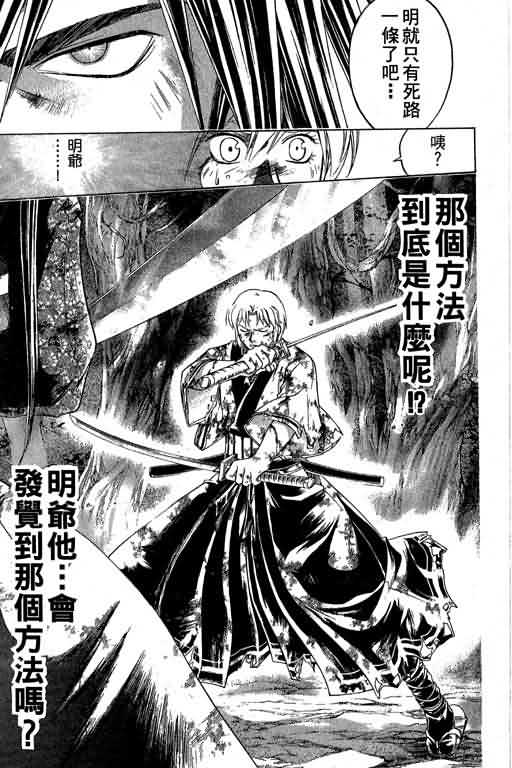 明就只有死路
一條了吧…
咦?
明爺
……!
那個方法
到底是什麼呢!?
明爺他…會
發覺到那個方法嗎?